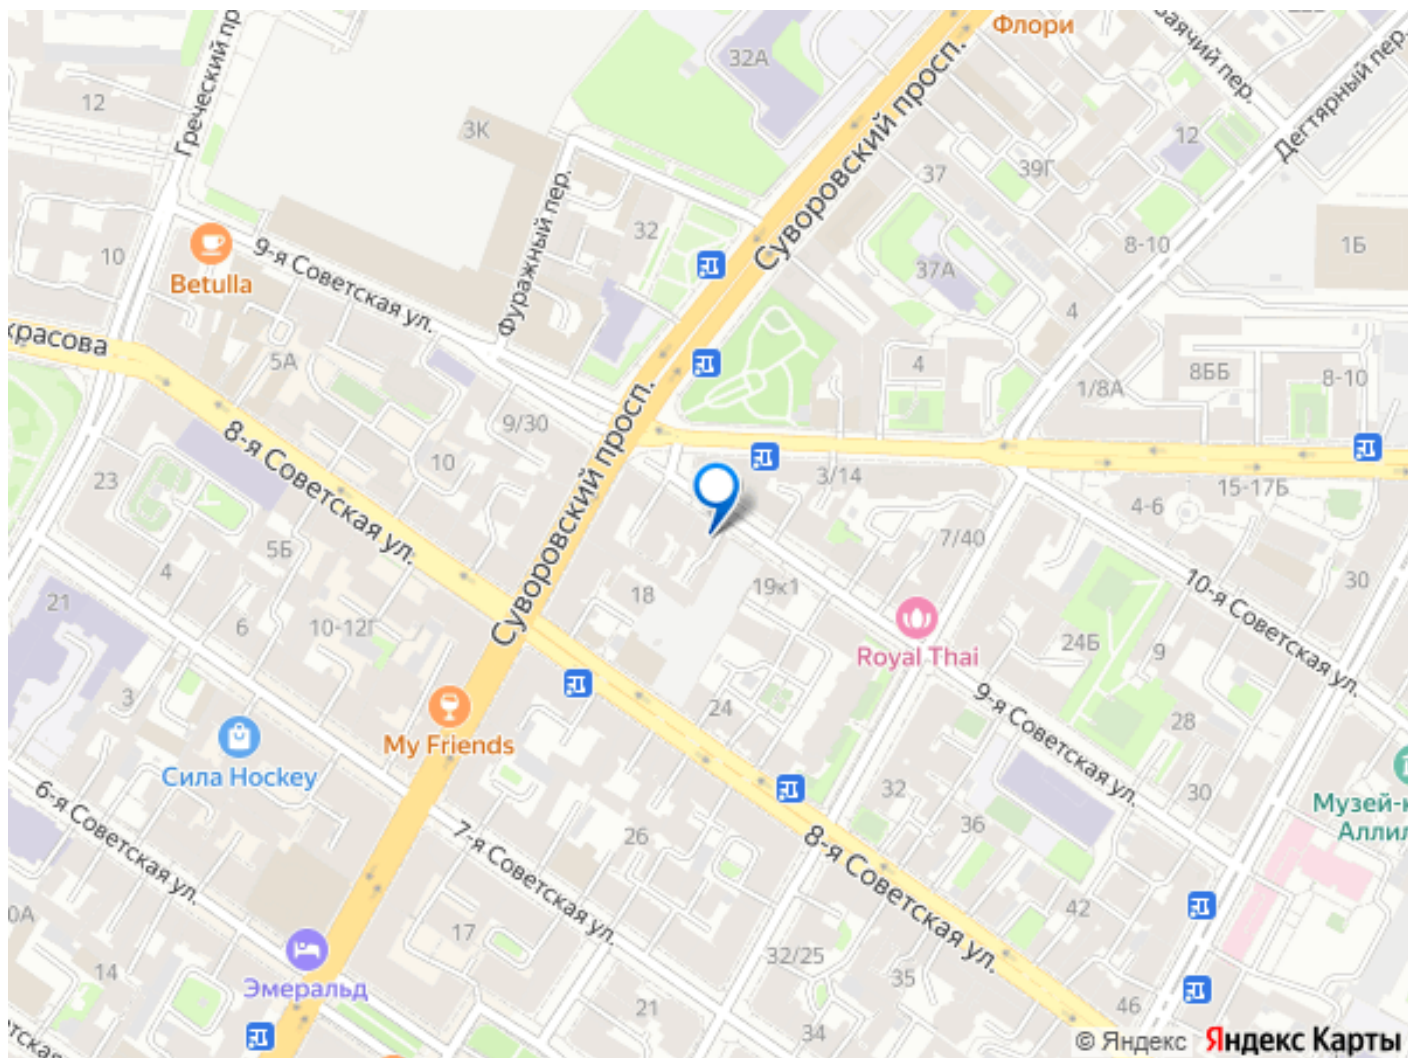 Флори
32А
Суворовский просп.
Дегтярный пер.
Греческий пр
12
3К
12
37
39Г
Фуражный пер.
32
Суворовский просп.
8-10
1Б
10
Betulla
9-я Советская ул.
37А
4
5А
4
1/8А
8ББ
8-10
9/30
8-я Советская ул.
10
23
3/14
15-17Б
4-6
7/40
5Б
4
18
19к1
10-я Советская ул.
30
21
6
10-12Г
Royal Thai
24Б
9
3
24
9-я Советская ул.
28
My Friends
Сила Hockey
6-я Советская ул.
7-я Советская ул.
26
8-я Советская ул.
32
36
30
42
17
14
Эмеральд
32/25
35
21
34
46
© Яндекс
Яндекс Карты